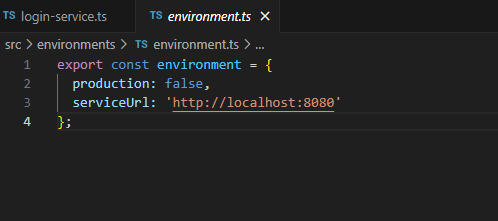 TS login-service.ts
TS environment.ts ×
src > environments > TS environment.ts > ...
1 export const environment = {
2 production: false,
3 serviceUrl: 'http://localhost:8080'
4 };